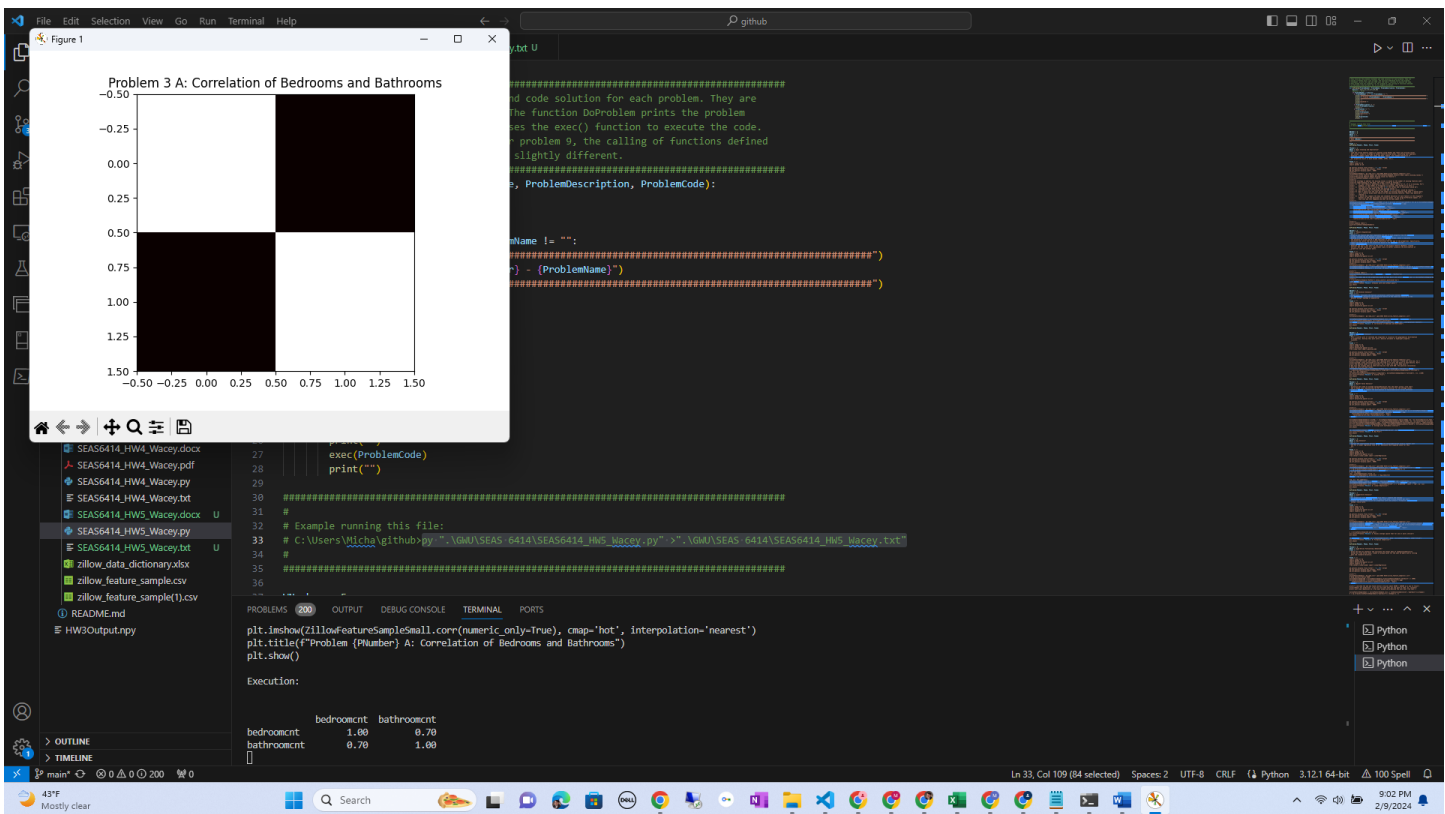 File Edit Selection View Go Run Terminal Help
github
Figure 1
y.txt U
Problem 3 A: Correlation of Bedrooms and Bathrooms
−0.50
−0.25
0.00
0.25
0.50
0.75
1.00
1.25
1.50
−0.50 −0.25 0.00 0.25 0.50 0.75 1.00 1.25 1.50
################################################
nd code solution for each problem. They are
The function DoProblem prints the problem
ses the exec() function to execute the code.
r problem 9, the calling of functions defined
slightly different.
################################################
e, ProblemDescription, ProblemCode):
mName != "":
##############################################################")
r} - {ProblemName}")
##############################################################")
27 exec(ProblemCode)
28 print("")
29
30 ######################################################################################
31 #
32 # Example running this file:
33 # C:\Users\Micha\github>py ".\GWU\SEAS 6414\SEAS6414_HW5_Wacey.py" >".\GWU\SEAS 6414\SEAS6414_HW5_Wacey.txt"
34 #
35 ######################################################################################
36
SEAS6414_HW4_Wacey.docx
SEAS6414_HW4_Wacey.pdf
SEAS6414_HW4_Wacey.py
SEAS6414_HW4_Wacey.txt
SEAS6414_HW5_Wacey.docx U
SEAS6414_HW5_Wacey.py
SEAS6414_HW5_Wacey.txt U
zillow_data_dictionary.xlsx
zillow_feature_sample.csv
zillow_feature_sample(1).csv
README.md
HW3Output.npy
OUTLINE
TIMELINE
PROBLEMS 200 OUTPUT DEBUG CONSOLE TERMINAL PORTS
plt.imshow(ZillowFeatureSampleSmall.corr(numeric_only=True), cmap='hot', interpolation='nearest')
plt.title(f"Problem {PNumber} A: Correlation of Bedrooms and Bathrooms")
plt.show()
Execution:
bedroomcnt bathroomcnt
bedroomcnt 1.00 0.70
bathroomcnt 0.70 1.00
Python
Python
Python
main* 0 0 0 200 0
Ln 33, Col 109 (84 selected) Spaces: 2 UTF-8 CRLF Python 3.12.1 64-bit 100 Spell
43°F
Mostly clear
Search
DELL
9:02 PM
2/9/2024